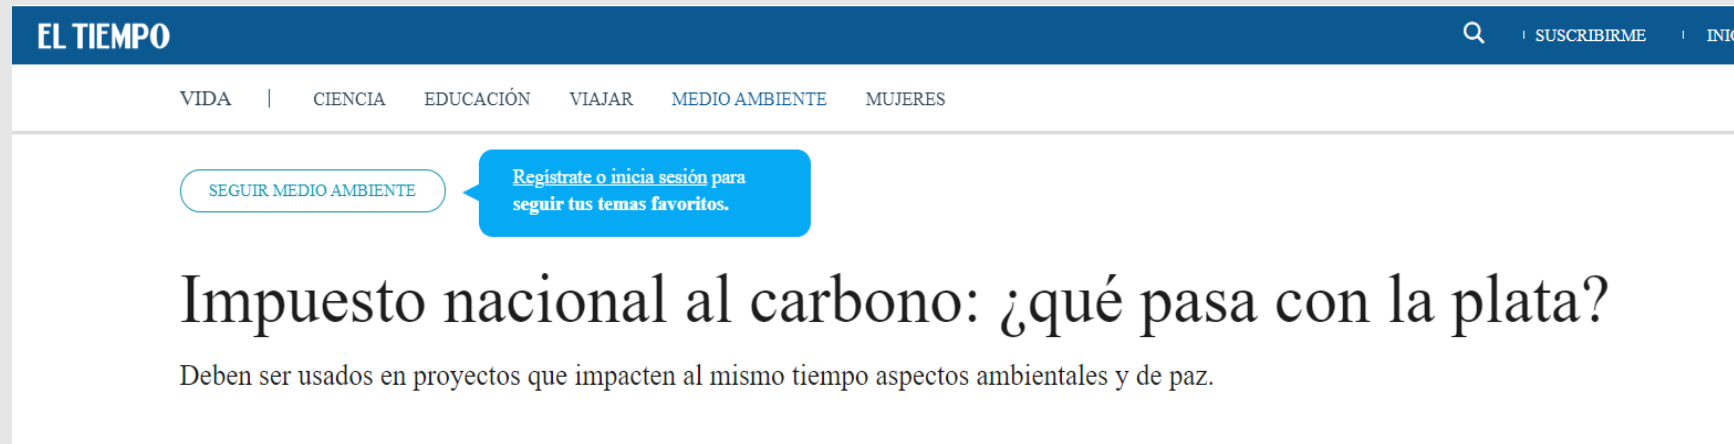 EL TIEMPO
SUSCRIBIRME
VIDA | CIENCIA EDUCACIÓN VIAJAR MEDIO AMBIENTE MUJERES
SEGUIR MEDIO AMBIENTE
Regístrate o inicia sesión para
seguir tus temas favoritos.
Impuesto nacional al carbono: ¿qué pasa con la plata?
Deben ser usados en proyectos que impacten al mismo tiempo aspectos ambientales y de paz.